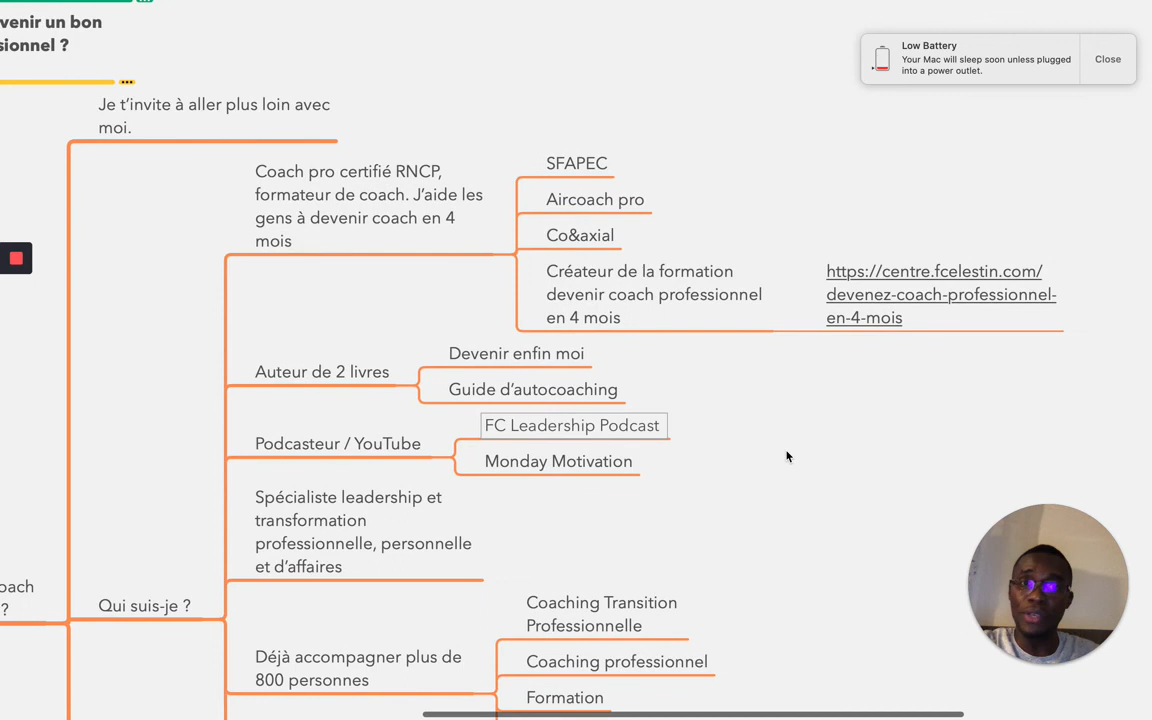 venir un bon
sionnel ?
Low Battery
Your Mac will sleep soon unless plugged
into a power outlet.
Close
Je t’invite à aller plus loin avec
moi.
Coach pro certifié RNCP,
formateur de coach. J’aide les
gens à devenir coach en 4
mois
SFAPEC
Aircoach pro
Co&axial
Créateur de la formation
devenir coach professionnel
en 4 mois
https://centre.fcelestin.com/
devenez-coach-professionnel-
en-4-mois
Auteur de 2 livres
Devenir enfin moi
Guide d’autocoaching
Podcasteur / YouTube
FC Leadership Podcast
Monday Motivation
Spécialiste leadership et
transformation
professionnelle, personnelle
et d’affaires
oach
?
Qui suis-je ?
Déjà accompagner plus de
800 personnes
Coaching Transition
Professionnelle
Coaching professionnel
Formation